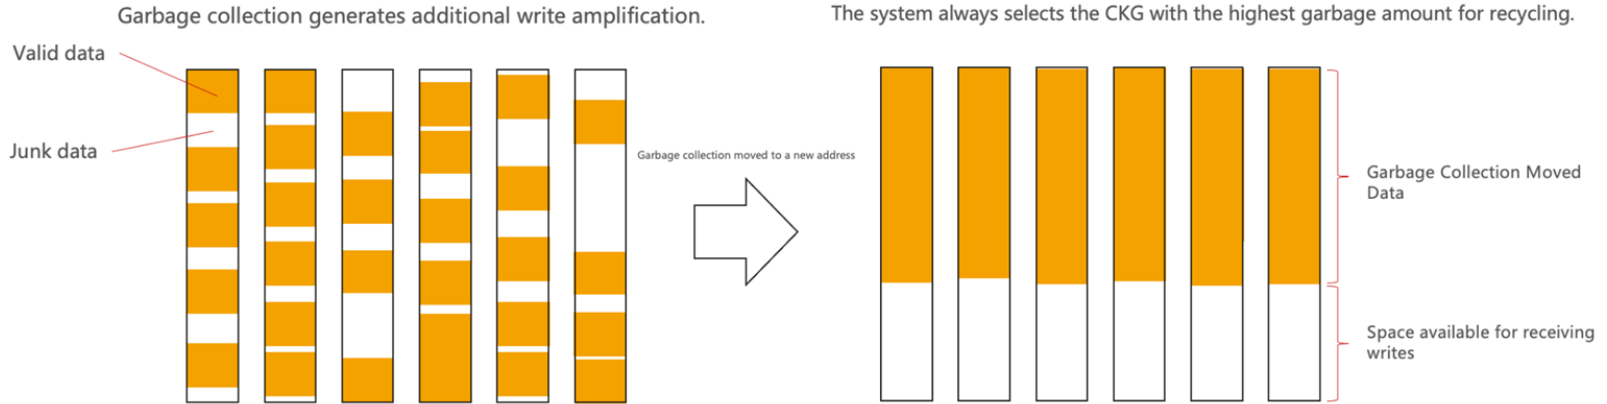 Garbage collection generates additional write amplification.
The system always selects the CKG with the highest garbage amount for recycling.
Valid data
Junk data
Garbage collection moved to a new address
Garbage Collection Moved
Data
Space available for receiving
writes